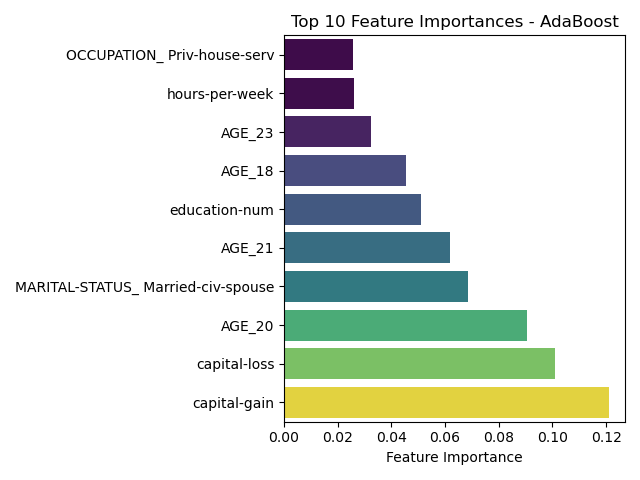 Top 10 Feature Importances - AdaBoost
OCCUPATION_ Priv-house-serv
hours-per-week
AGE_23
AGE_18
education-num
AGE_21
MARITAL-STATUS_ Married-civ-spouse
AGE_20
capital-loss
capital-gain
0.00 0.02 0.04 0.06 0.08 0.10 0.12
Feature Importance